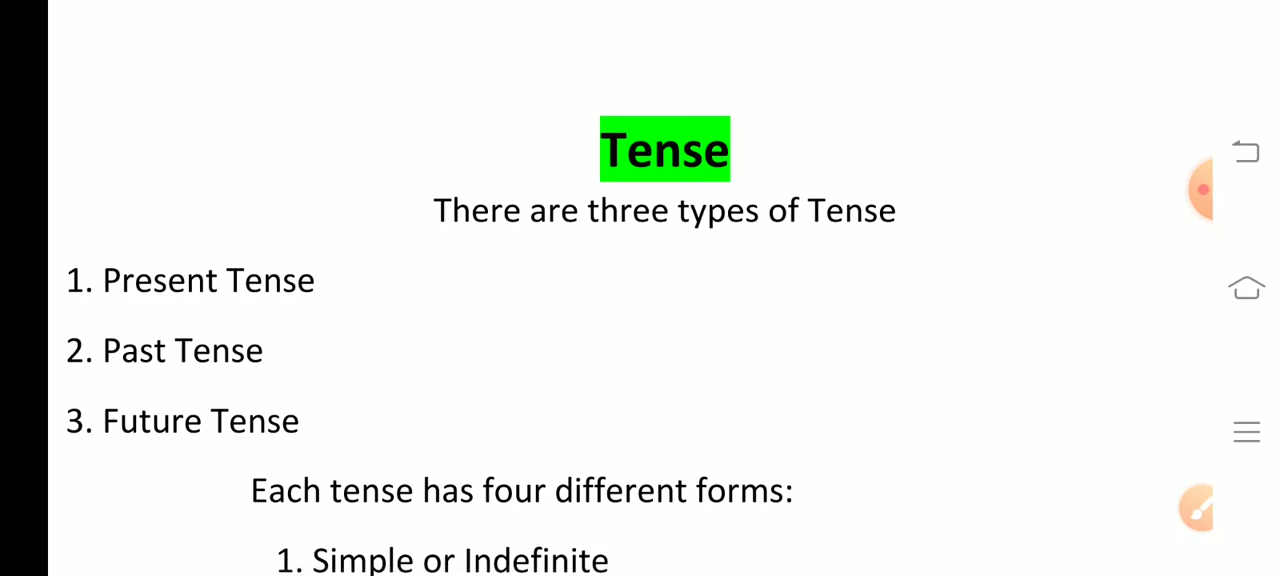 Tense
There are three types of Tense
1. Present Tense
2. Past Tense
3. Future Tense
Each tense has four different forms:
1. Simple or Indefinite